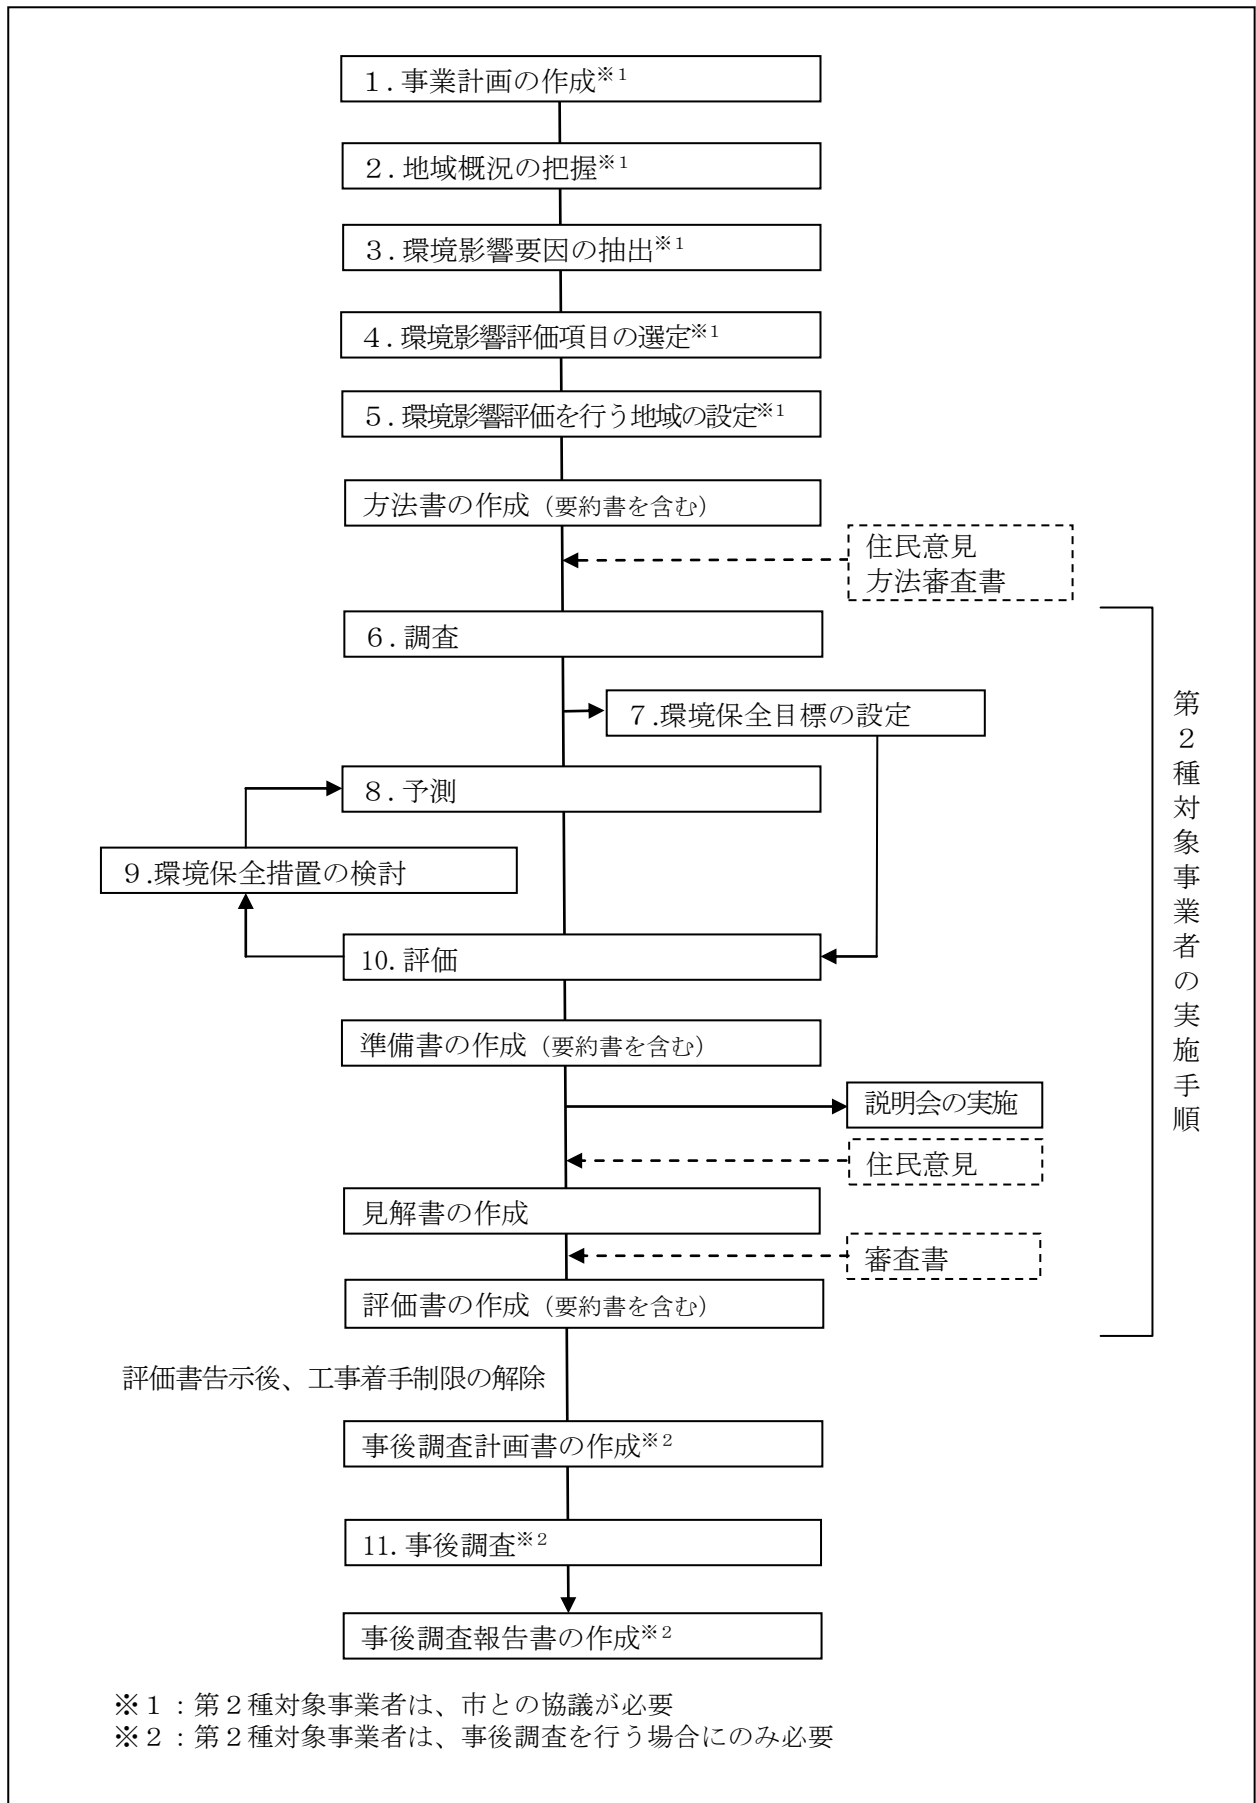 １.事業計画の作成※1
２.地域概況の把握※1
３.環境影響要因の抽出※1
４.環境影響評価項目の選定※1
５.環境影響評価を行う地域の設定※1
方法書の作成（要約書を含む）
住民意見
方法審査書
６.調査
７.環境保全目標の設定
８.予測
９.環境保全措置の検討
10.評価
準備書の作成（要約書を含む）
説明会の実施
住民意見
見解書の作成
審査書
評価書の作成（要約書を含む）
第２種対象事業者の実施手順
評価書告示後、工事着手制限の解除
事後調査計画書の作成※2
11.事後調査※2
事後調査報告書の作成※2
※１：第２種対象事業者は、市との協議が必要
※２：第２種対象事業者は、事後調査を行う場合にのみ必要